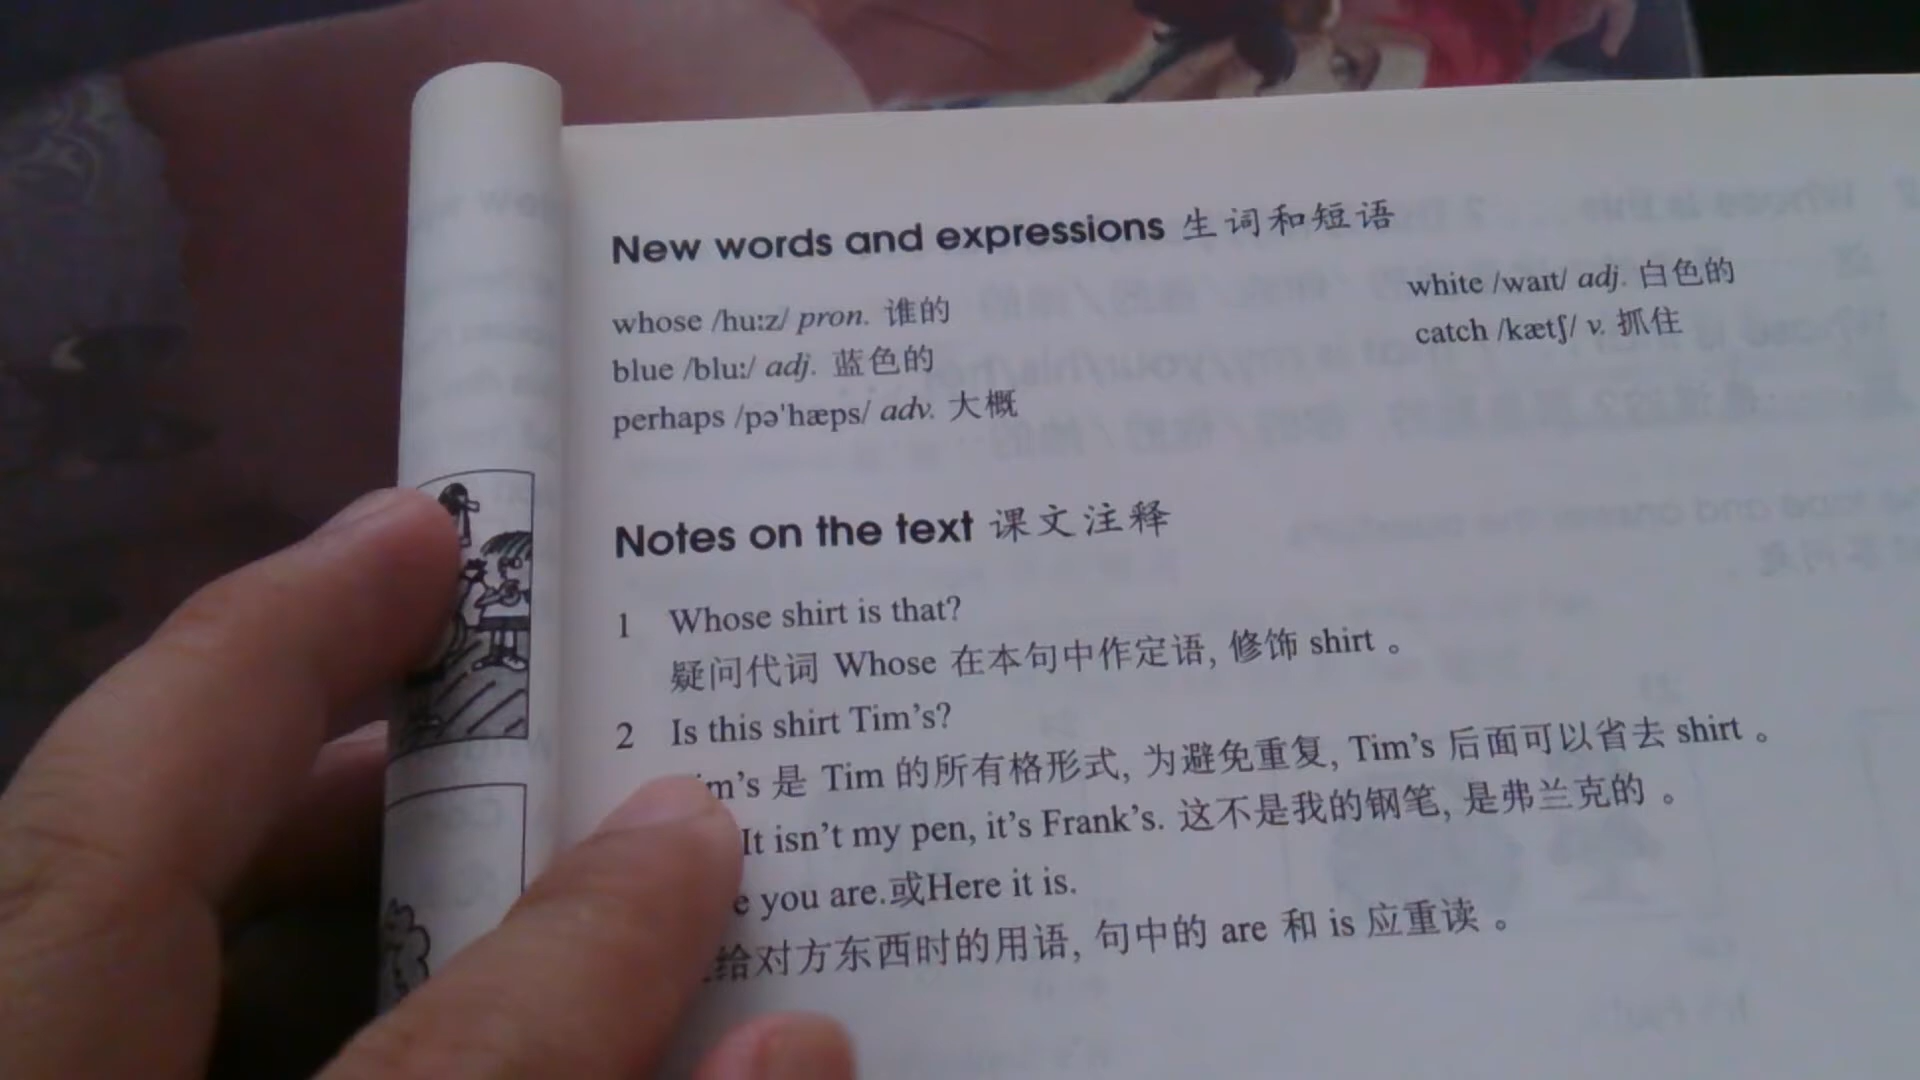 New words and expressions 生词和短语
whose /hu:z/ pron. 谁的
blue /blu:/ adj. 蓝色的
perhaps /pə'hæps/ adv. 大概
white /waɪt/ adj. 白色的
catch /kætʃ/ v. 抓住
Notes on the text 课文注释
1 Whose shirt is that?
疑问代词 Whose 在本句中作定语, 修饰 shirt 。
2 Is this shirt Tim's?
im's 是 Tim 的所有格形式, 为避免重复, Tim's 后面可以省去 shirt 。
It isn't my pen, it's Frank's. 这不是我的钢笔, 是弗兰克的 。
e you are.或Here it is.
给对方东西时的用语, 句中的 are 和 is 应重读 。